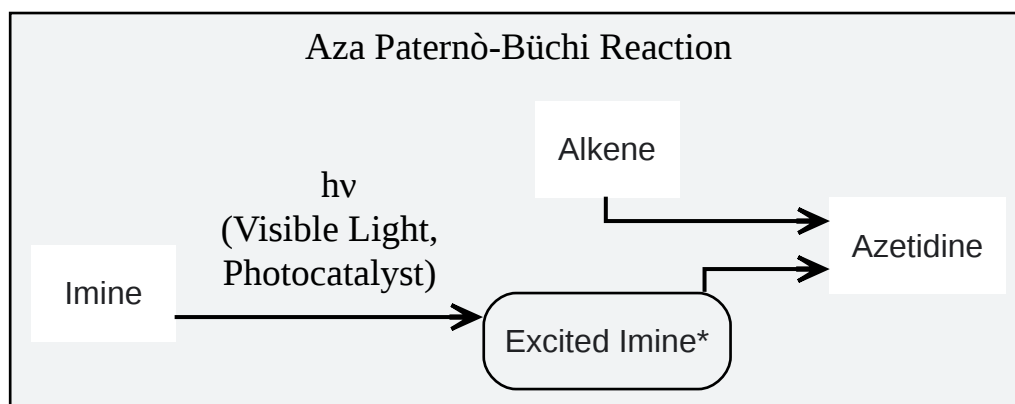 Aza Paternò-Büchi Reaction
Alkene
hν
(Visible Light,
Photocatalyst)
Azetidine
Imine
Excited Imine*